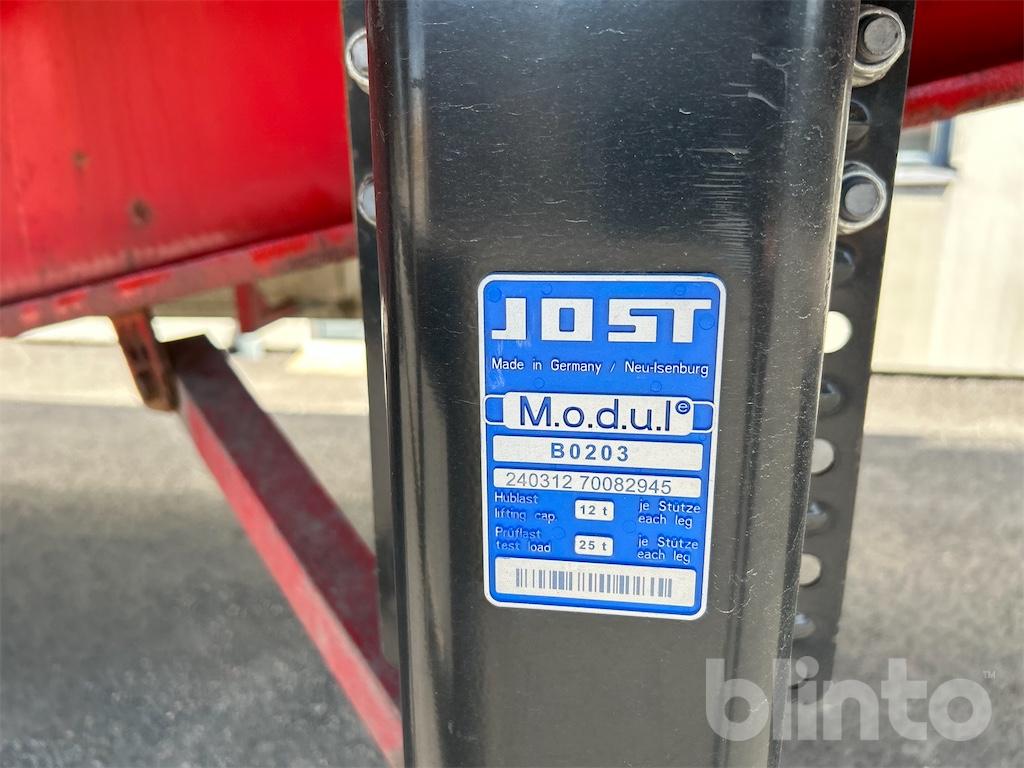 JOST
Made in Germany / Neu-Isenburg
M.o.d.u.l e
B0203
240312 70082945
Hublast 12 t je Stütze
lifting cap. each leg
Prüflast 25 t je Stütze
test load each leg
blinto™